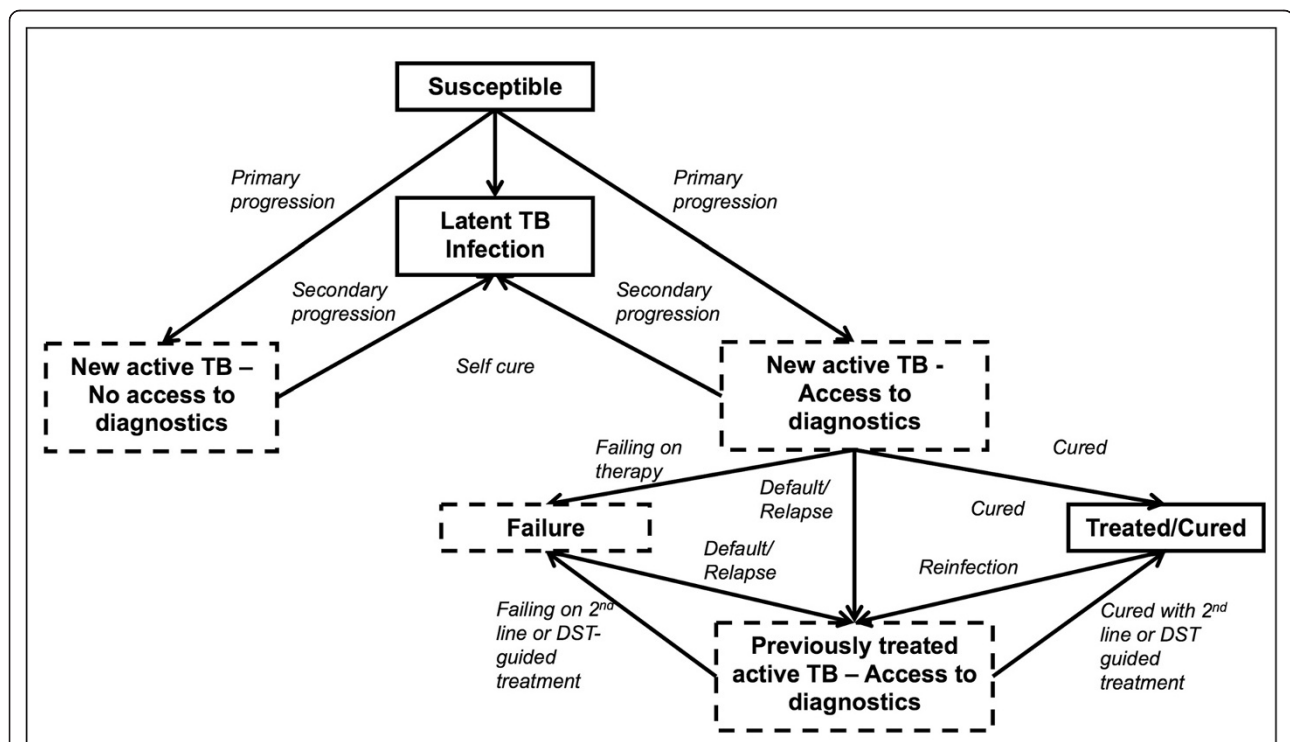 Susceptible
Primary
progression
Primary
progression
Latent TB
Infection
Secondary
progression
Secondary
progression
New active TB –
No access to
diagnostics
Self cure
New active TB -
Access to
diagnostics
Failing on
therapy
Default/
Relapse
Cured
Cured
Failure
Treated/Cured
Default/
Relapse
Reinfection
Failing on 2nd
line or DST-
guided
treatment
Previously treated
active TB – Access to
diagnostics
Cured with 2nd
line or DST
guided
treatment